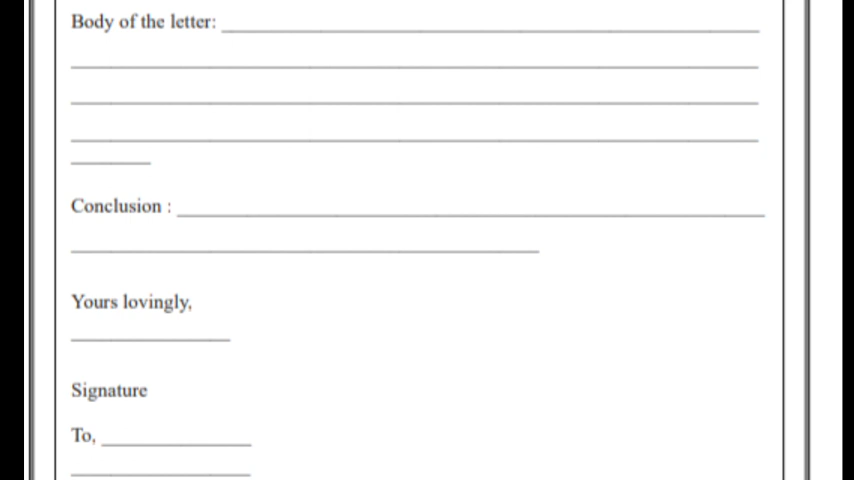 Body of the letter:
Conclusion :
Yours lovingly,
Signature
To,